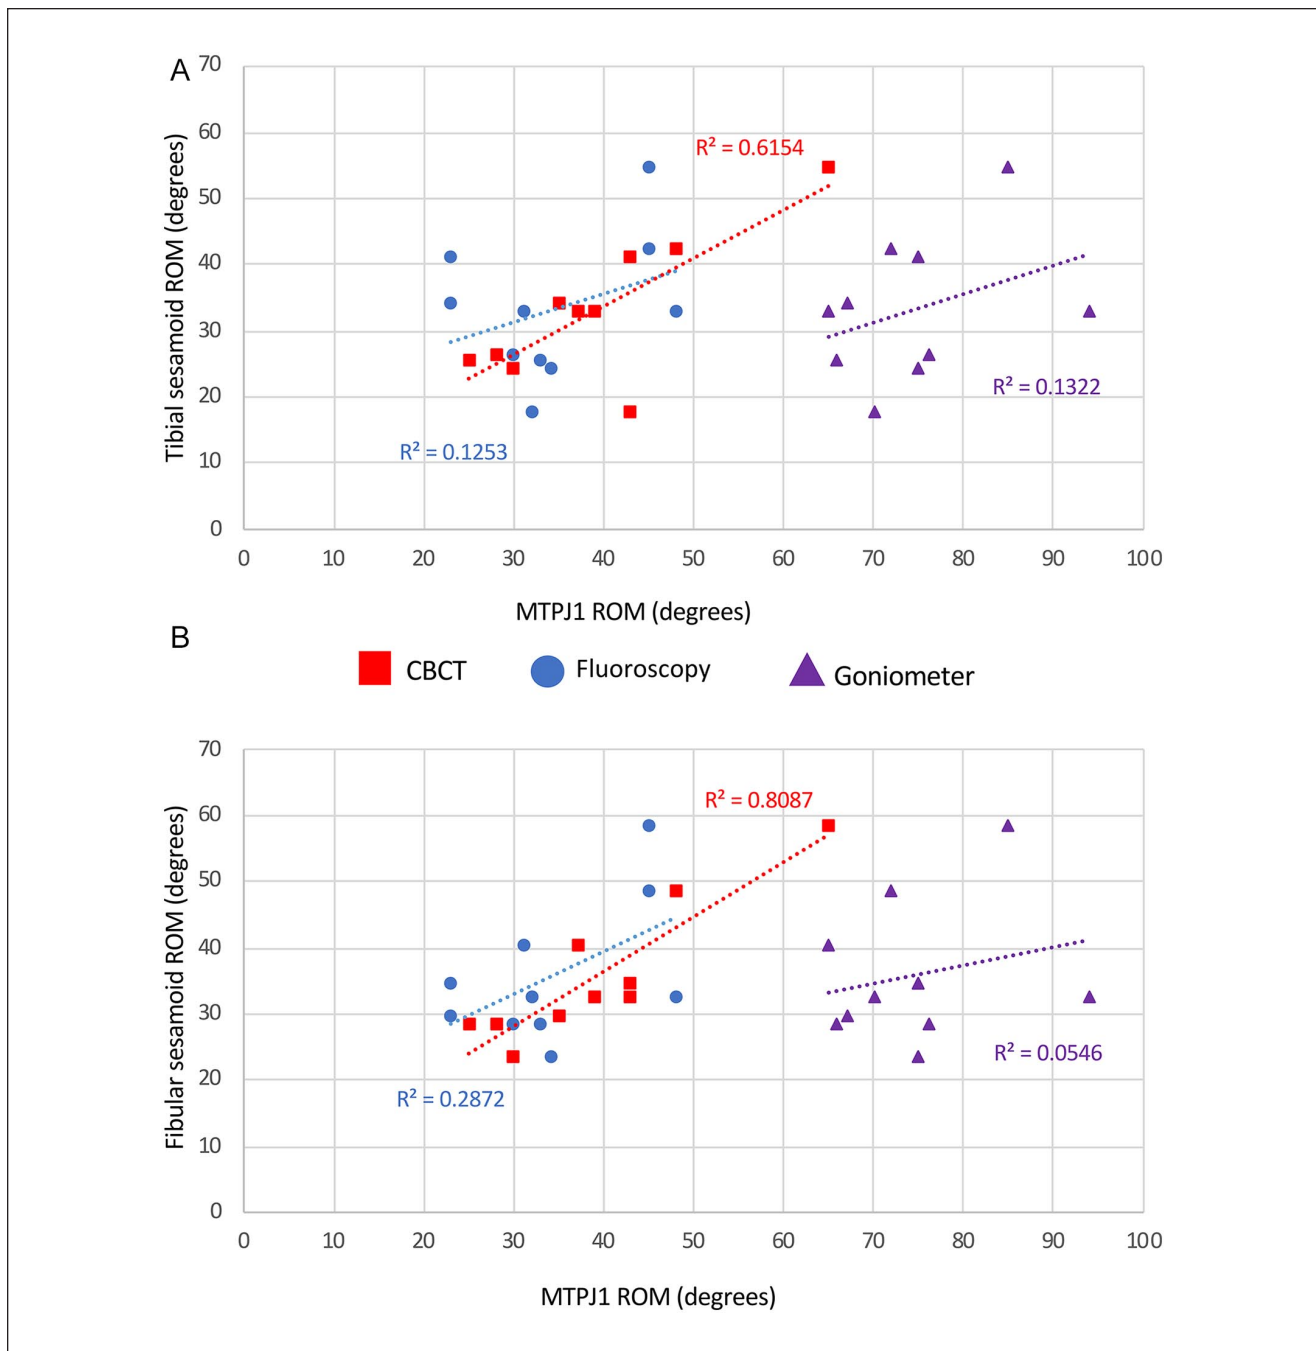 A
Tibial sesamoid ROM (degrees)
70
60
50
40
30
20
10
0
R² = 0.6154
R² = 0.1322
R² = 0.1253
0 10 20 30 40 50 60 70 80 90 100
MTPJ1 ROM (degrees)
B
CBCT Fluoroscopy Goniometer
Fibular sesamoid ROM (degrees)
70
60
50
40
30
20
10
0
R² = 0.8087
R² = 0.0546
R² = 0.2872
0 10 20 30 40 50 60 70 80 90 100
MTPJ1 ROM (degrees)